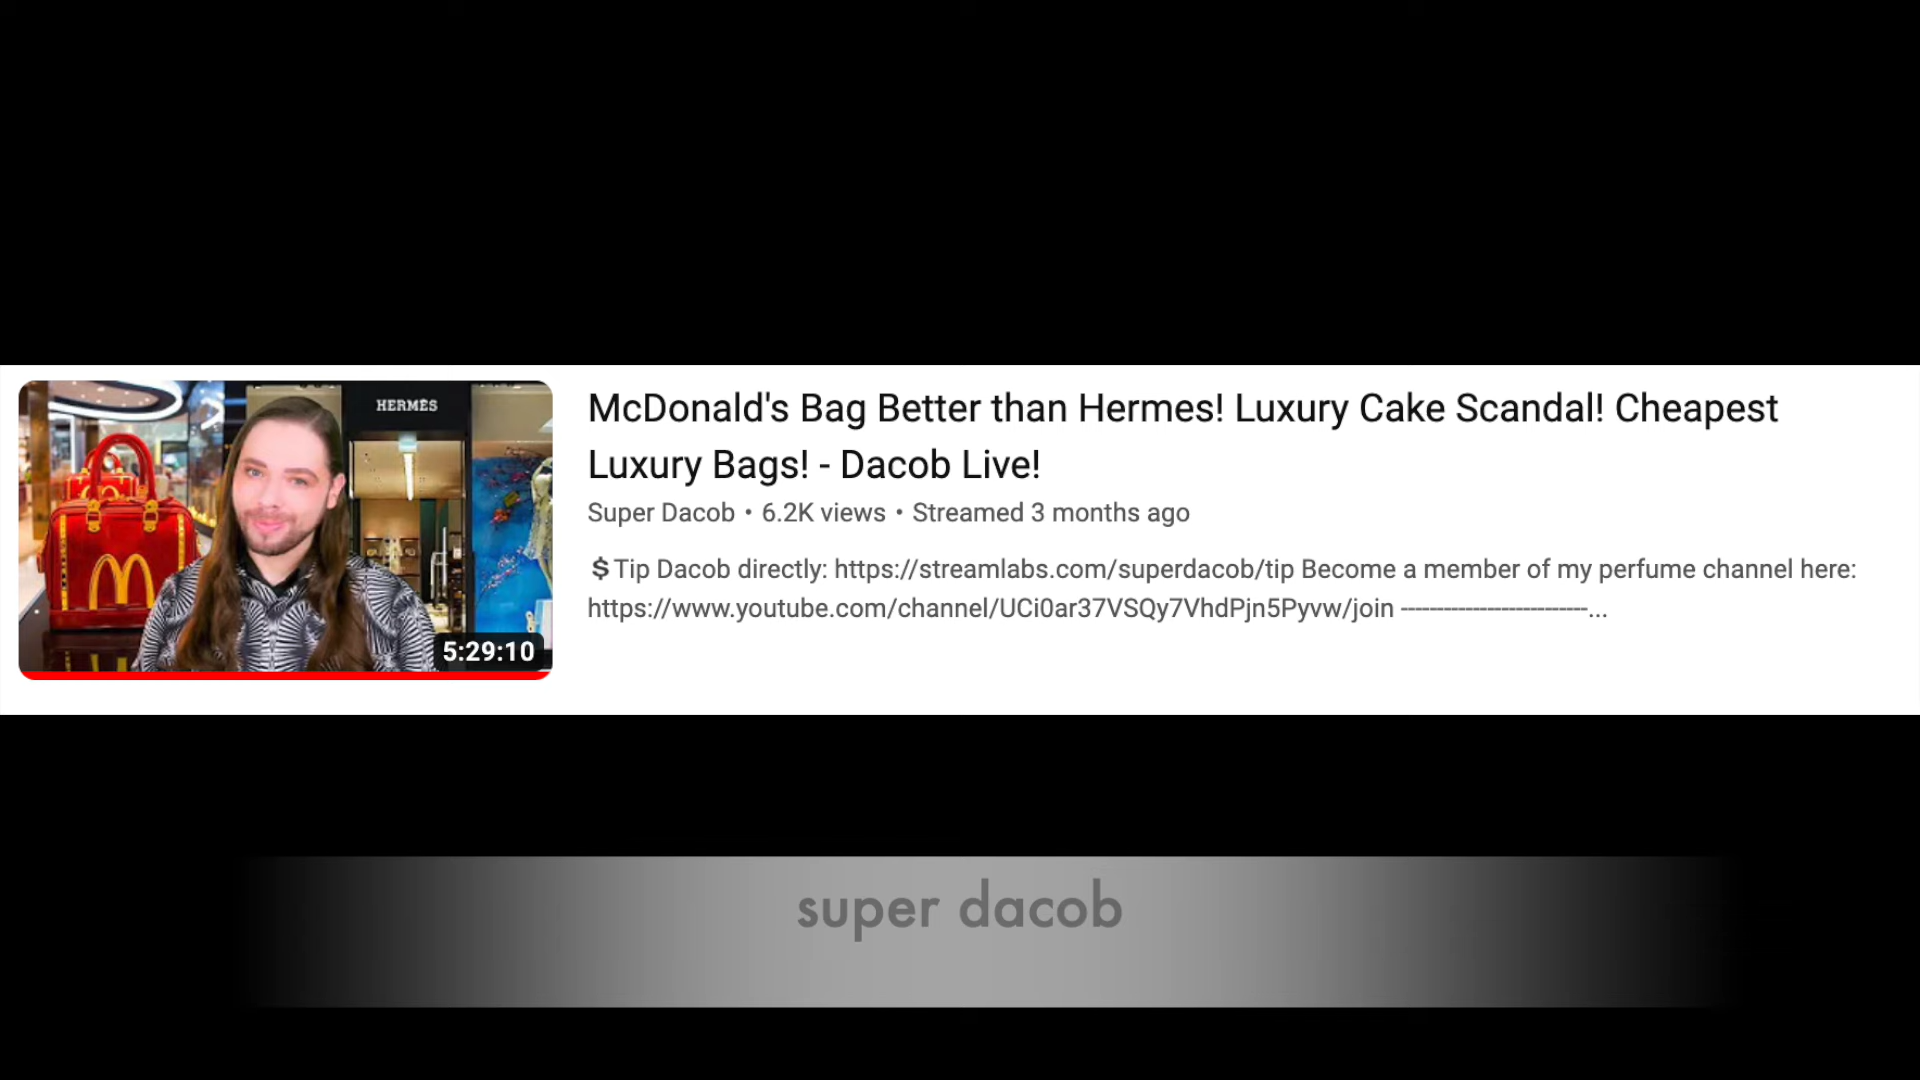 HERMÈS
5:29:10
McDonald's Bag Better than Hermes! Luxury Cake Scandal! Cheapest
Luxury Bags! - Dacob Live!
Super Dacob • 6.2K views • Streamed 3 months ago
$Tip Dacob directly: https://streamlabs.com/superdacob/tip Become a member of my perfume channel here:
https://www.youtube.com/channel/UCi0ar37VSQy7VhdPjn5Pyvw/join --------------------------...
super dacob